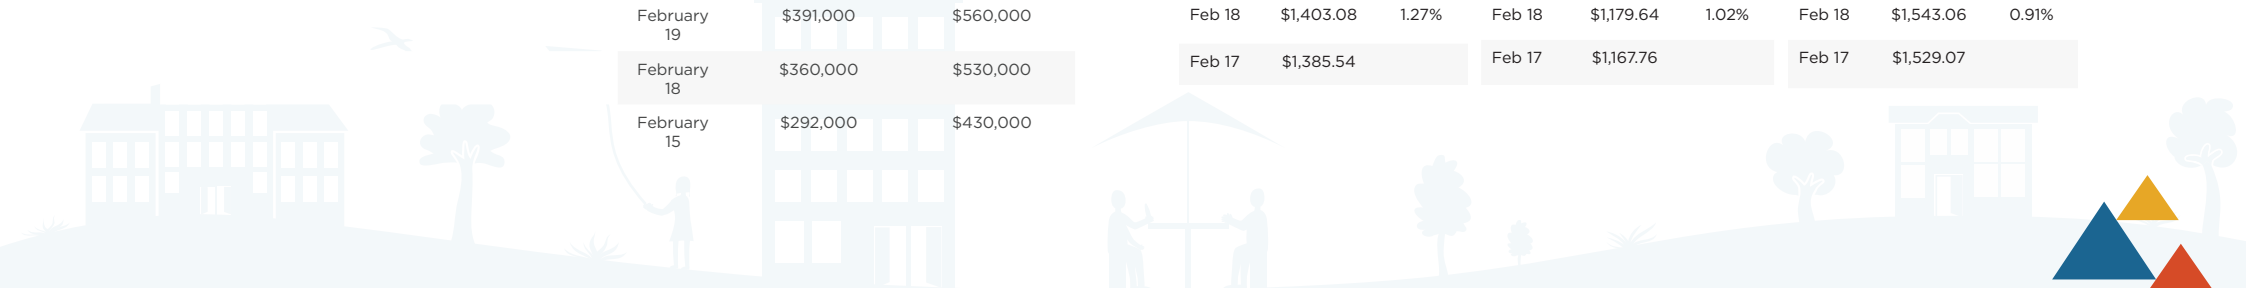 February $391,000 $560,000
19
February $360,000 $530,000
18
February $292,000 $430,000
15
Feb 18 $1,403.08 1.27%
Feb 17 $1,385.54
Feb 18 $1,179.64 1.02%
Feb 17 $1,167.76
Feb 18 $1,543.06 0.91%
Feb 17 $1,529.07